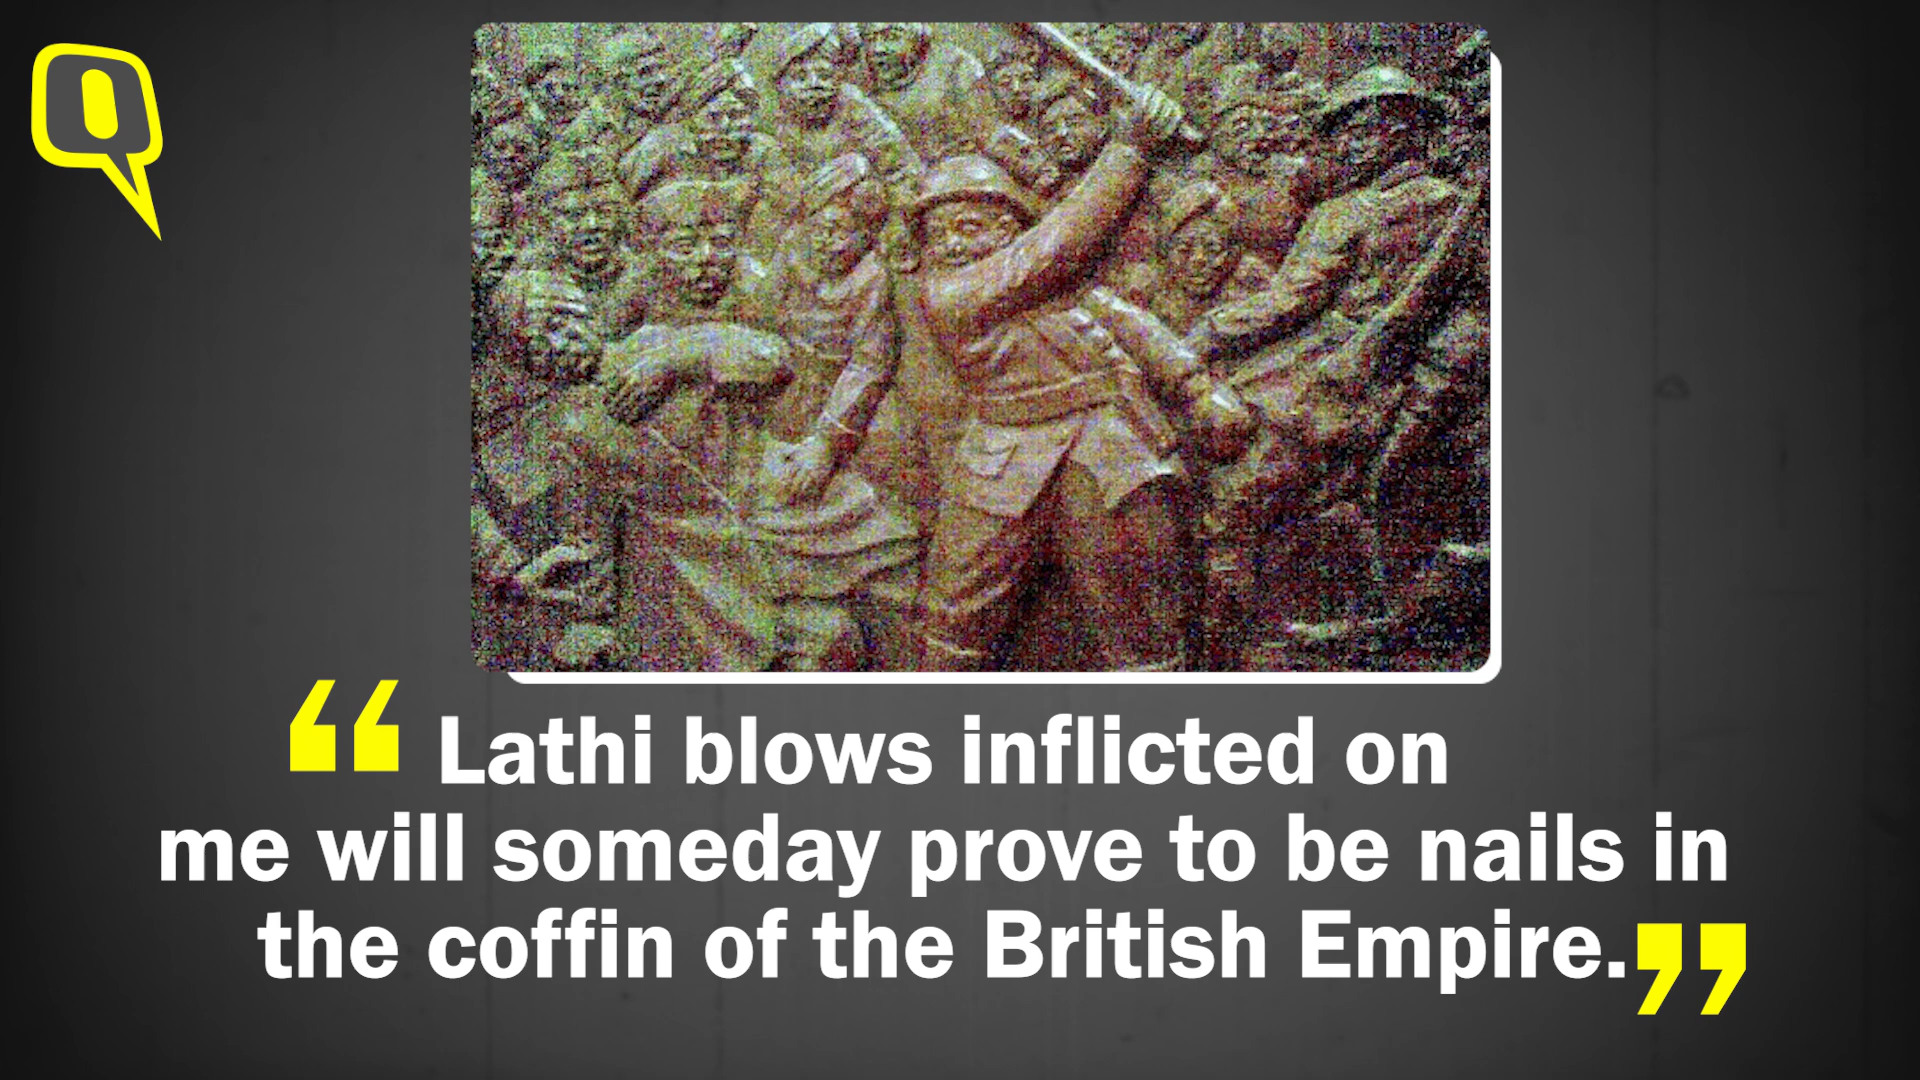 Q
“ Lathi blows inflicted on
me will someday prove to be nails in
the coffin of the British Empire.”